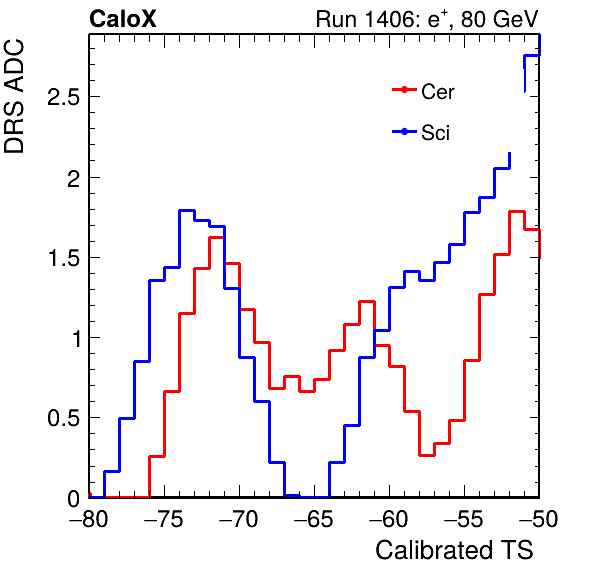 CaloX Run 1406: e⁺, 80 GeV
DRS ADC
Cer
Sci
2.5
2
1.5
1
0.5
0
−80 −75 −70 −65 −60 −55 −50
Calibrated TS